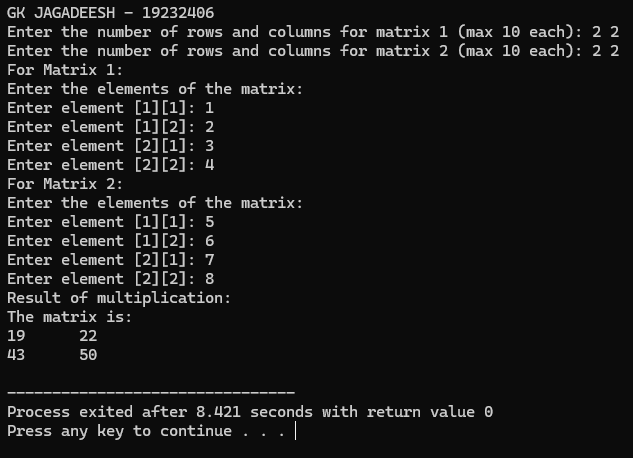 GK JAGADEESH - 19232406
Enter the number of rows and columns for matrix 1 (max 10 each): 2 2
Enter the number of rows and columns for matrix 2 (max 10 each): 2 2
For Matrix 1:
Enter the elements of the matrix:
Enter element [1][1]: 1
Enter element [1][2]: 2
Enter element [2][1]: 3
Enter element [2][2]: 4
For Matrix 2:
Enter the elements of the matrix:
Enter element [1][1]: 5
Enter element [1][2]: 6
Enter element [2][1]: 7
Enter element [2][2]: 8
Result of multiplication:
The matrix is:
19      22
43      50
--------------------------------
Process exited after 8.421 seconds with return value 0
Press any key to continue . . .